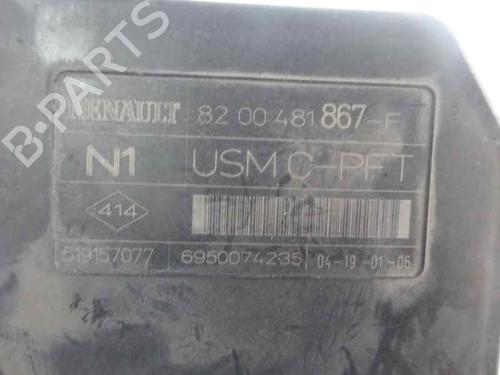 B-PARTS
RENAULT 82 00 481 867-F
N1 USM C-PFT
414
519157077 6950074235 04-19-01-06